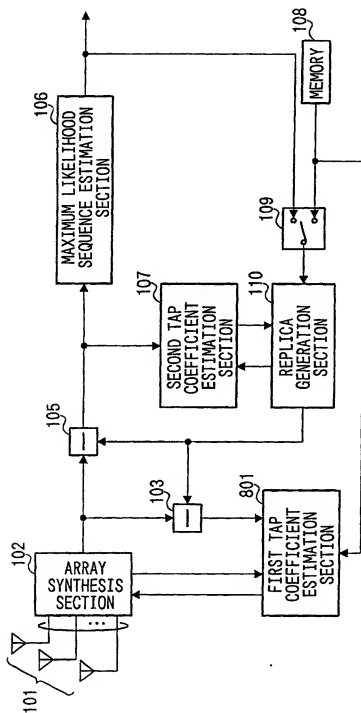 101
102
ARRAY
SYNTHESIS
SECTION
103
801
FIRST TAP
COEFFICIENT
ESTIMATION
SECTION
105
107
SECOND TAP
COEFFICIENT
ESTIMATION
SECTION
110
REPLICA
GENERATION
SECTION
106
MAXIMUM LIKELIHOOD
SEQUENCE ESTIMATION
SECTION
109
108
MEMORY